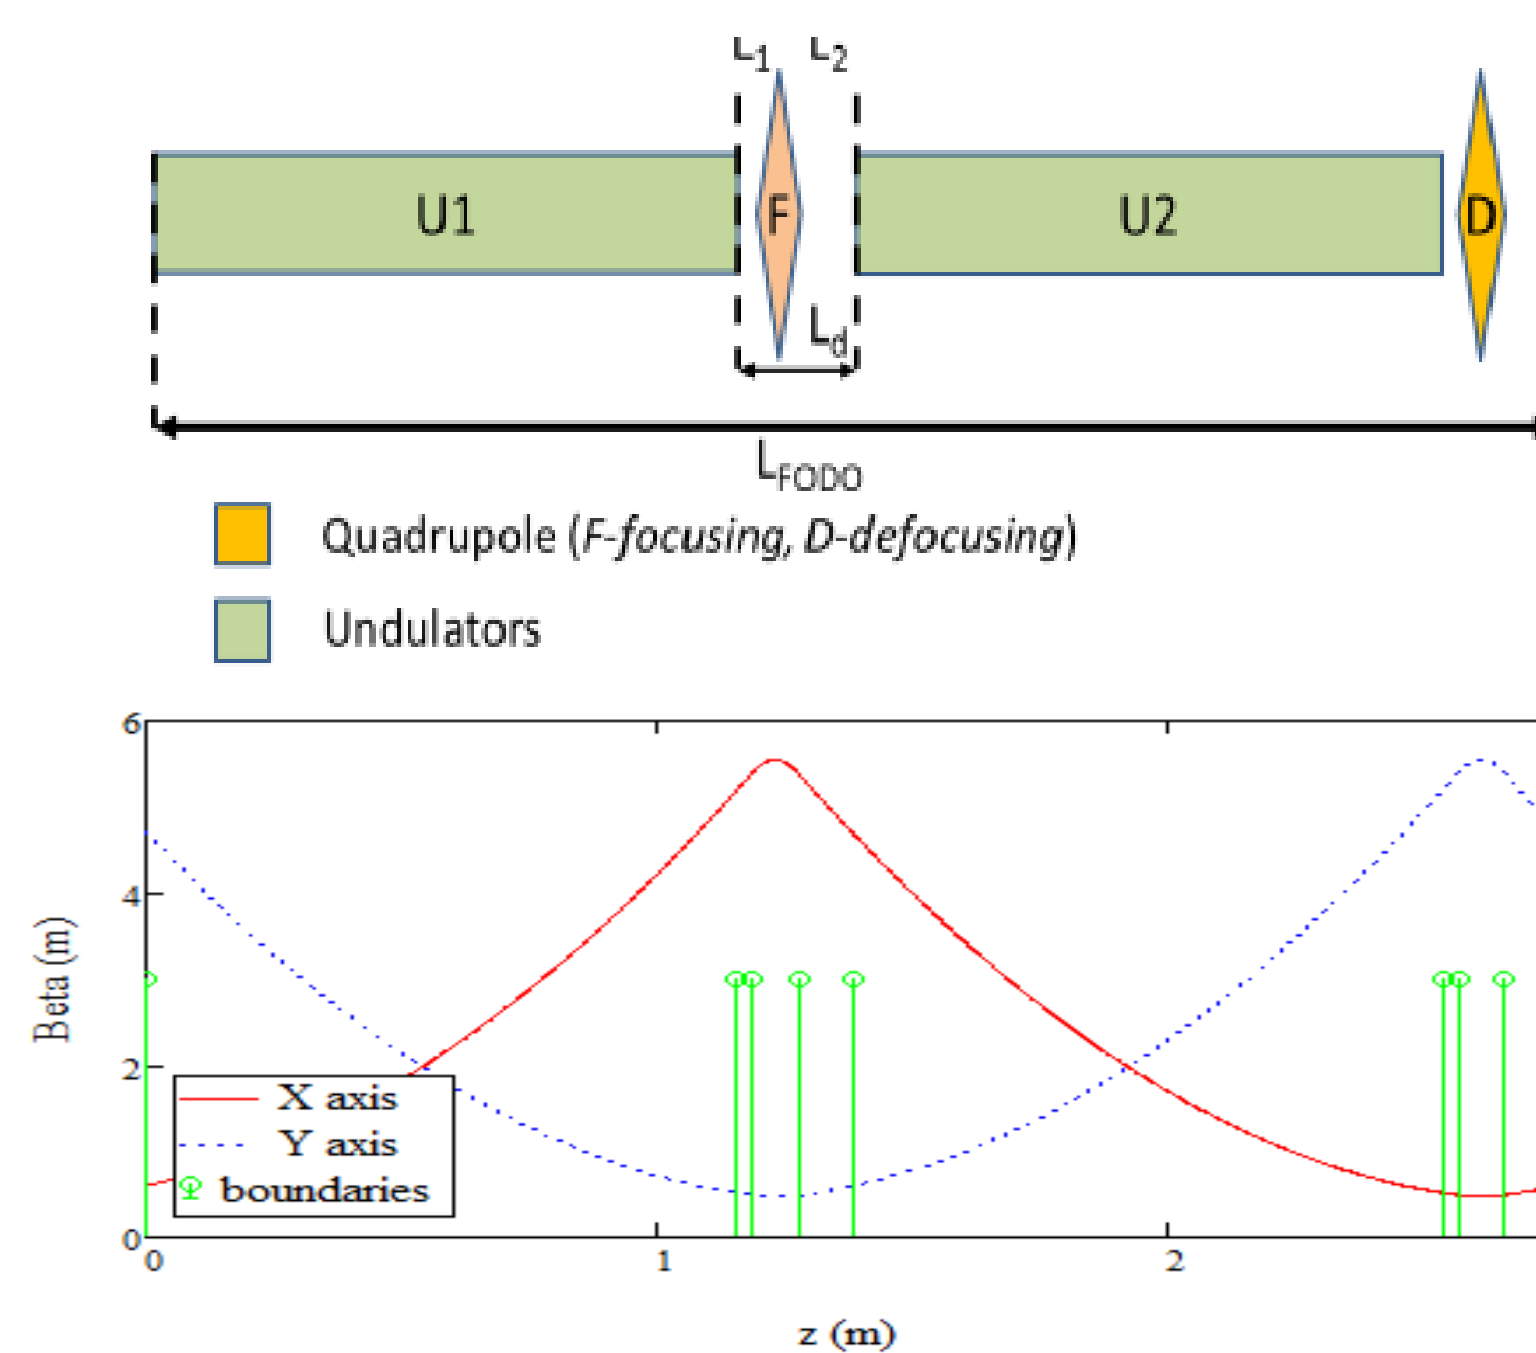 L1 L2
U1 F U2 D
Ld
LFODO
Quadrupole (F-focusing, D-defocusing)
Undulators
6
4
2
0
Beta (m)
X axis
Y axis
boundaries
0 1 2
z (m)